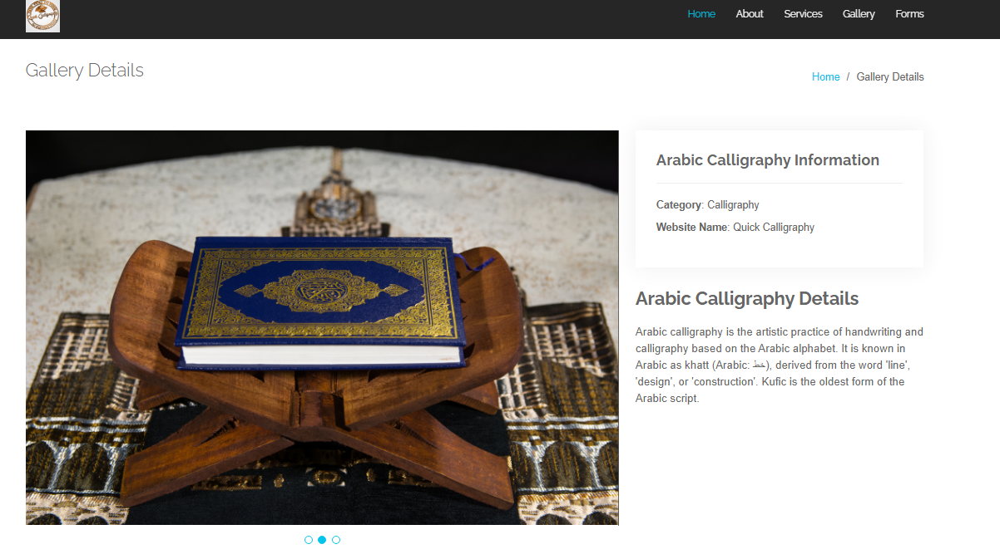 Home About Services Gallery Forms
Gallery Details
Home / Gallery Details
Arabic Calligraphy Information
Category: Calligraphy
Website Name: Quick Calligraphy
Arabic Calligraphy Details
Arabic calligraphy is the artistic practice of handwriting and
calligraphy based on the Arabic alphabet. It is known in
Arabic as khatt (Arabic: خط), derived from the word 'line',
'design', or 'construction'. Kufic is the oldest form of the
Arabic script.